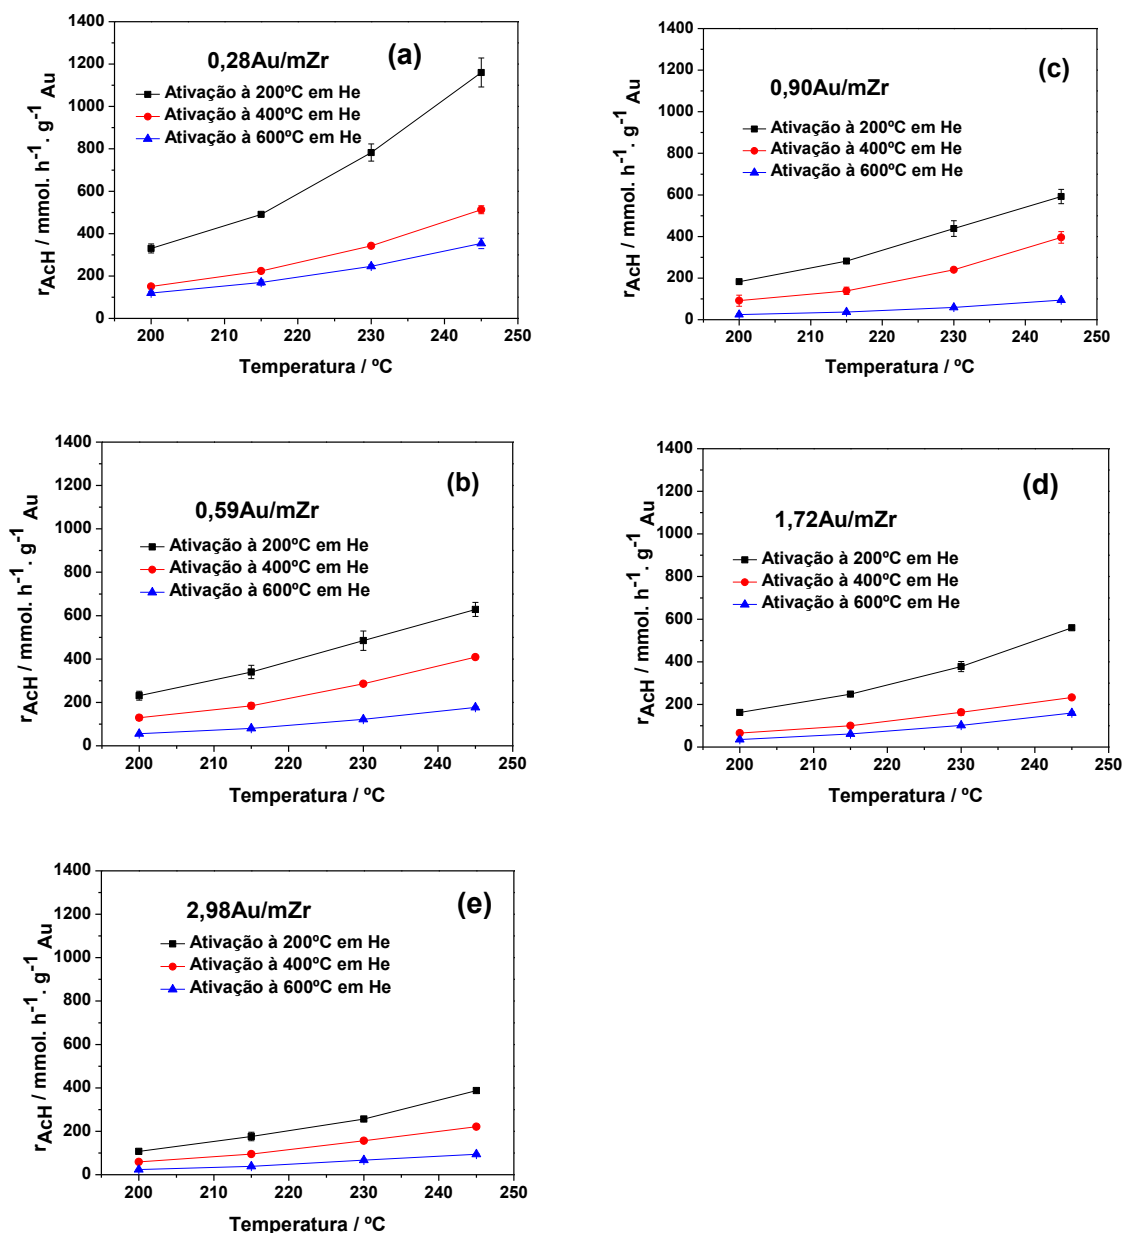 (a)
0,28Au/mZr
Ativação à 200ºC em He
Ativação à 400ºC em He
Ativação à 600ºC em He
rAcH / mmol. h-1. g-1 Au
1400
1200
1000
800
600
400
200
0
200 210 220 230 240 250
Temperatura / ºC
(c)
0,90Au/mZr
Ativação à 200ºC em He
Ativação à 400ºC em He
Ativação à 600ºC em He
rAcH / mmol. h-1. g-1 Au
1400
1200
1000
800
600
400
200
0
200 210 220 230 240 250
Temperatura / ºC
(b)
0,59Au/mZr
Ativação à 200ºC em He
Ativação à 400ºC em He
Ativação à 600ºC em He
rAcH / mmol. h-1. g-1 Au
1400
1200
1000
800
600
400
200
0
200 210 220 230 240 250
Temperatura / ºC
(d)
1,72Au/mZr
Ativação à 200ºC em He
Ativação à 400ºC em He
Ativação à 600ºC em He
rAcH / mmol. h-1. g-1 Au
1400
1200
1000
800
600
400
200
0
200 210 220 230 240 250
Temperatura / ºC
(e)
2,98Au/mZr
Ativação à 200ºC em He
Ativação à 400ºC em He
Ativação à 600ºC em He
rAcH / mmol. h-1. g-1 Au
1400
1200
1000
800
600
400
200
0
200 210 220 230 240 250
Temperatura / ºC